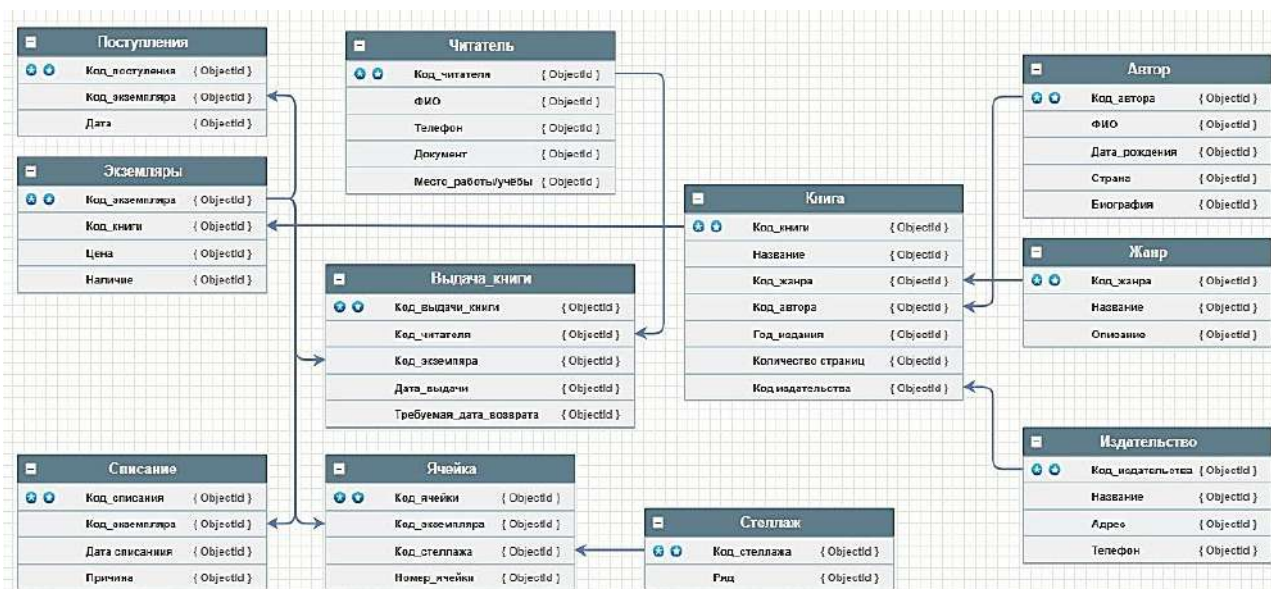 Поступления
Код_постуления { ObjectId }
Код_экземпляра { ObjectId }
Дата { ObjectId }
Экземляры
Код_экземпляра { ObjectId }
Код_книги { ObjectId }
Цена { ObjectId }
Наличие { ObjectId }
Читатель
Код_читателя { ObjectId }
ФИО { ObjectId }
Телефон { ObjectId }
Документ { ObjectId }
Место_работы/учёбы { ObjectId }
Выдача_книги
Код_выдачи_книги { ObjectId }
Код_читателя { ObjectId }
Код_экземпляра { ObjectId }
Дата_выдачи { ObjectId }
Требуемая_дата_возврата { ObjectId }
Книга
Код_книги { ObjectId }
Название { ObjectId }
Код_жанра { ObjectId }
Код_автора { ObjectId }
Год_издания { ObjectId }
Количество страниц { ObjectId }
Код издательства { ObjectId }
Автор
Код_автора { ObjectId }
ФИО { ObjectId }
Дата_рождения { ObjectId }
Страна { ObjectId }
Биография { ObjectId }
Жанр
Код_жанра { ObjectId }
Название { ObjectId }
Описание { ObjectId }
Издательство
Код_издательства { ObjectId }
Название { ObjectId }
Адрес { ObjectId }
Телефон { ObjectId }
Списание
Код_списания { ObjectId }
Код_экземпляра { ObjectId }
Дата списания { ObjectId }
Причина { ObjectId }
Ячейка
Код_ячейки { ObjectId }
Код_экземпляра { ObjectId }
Код_стеллажа { ObjectId }
Номер_ячейки { ObjectId }
Стеллаж
Код_стеллажа { ObjectId }
Ряд { ObjectId }